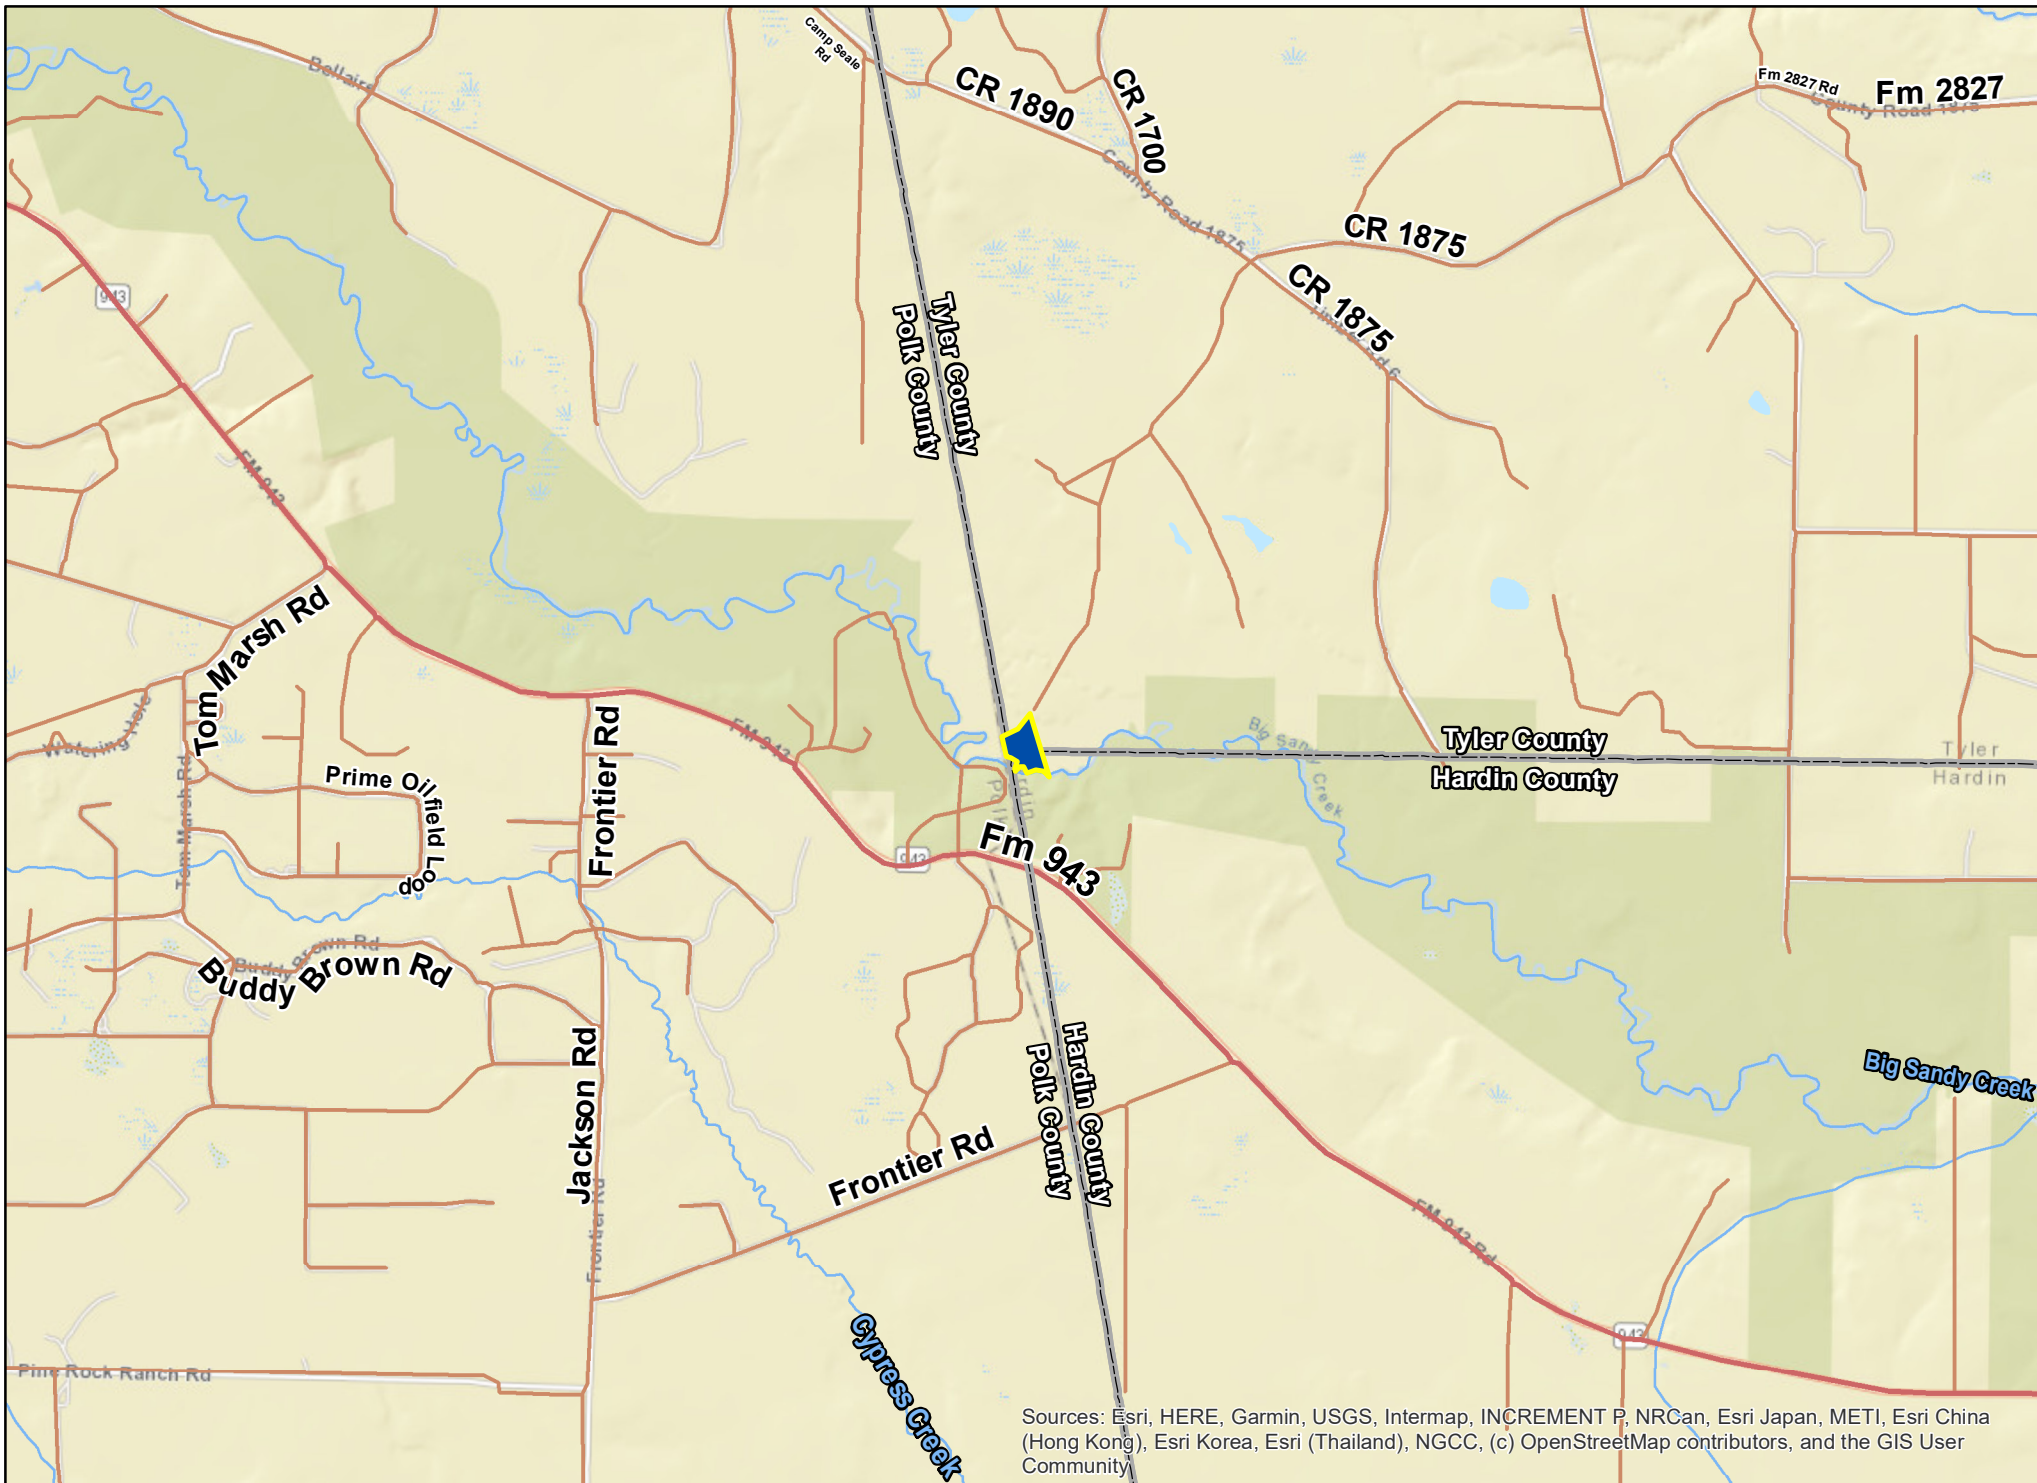 Camp Seale
Rd
Bellaire
CR 1890
CR 1700
Fm 2827 Rd
Fm 2827
County Road 1875
County Road 1875
CR 1875
CR 1875
943
Tyler County
Polk County
FM 943
Tom Marsh Rd
Watering Hole
Tom Marsh Rd
Prime Oilfield Loop
Frontier Rd
FM 943
Big Sandy Creek
Tyler County
Hardin County
Tyler
Hardin
Hardin
Polk
Fm 943
943
Buddy Brown Rd
Buddy Brown Rd
Jackson Rd
Frontier Rd
Hardin County
Polk County
Frontier Rd
Big Sandy Creek
FM 943 Rd
943
Pine Rock Ranch Rd
Cypress Creek
Sources: Esri, HERE, Garmin, USGS, Intermap, INCREMENT P, NRCan, Esri Japan, METI, Esri China
(Hong Kong), Esri Korea, Esri (Thailand), NGCC, (c) OpenStreetMap contributors, and the GIS User
Community